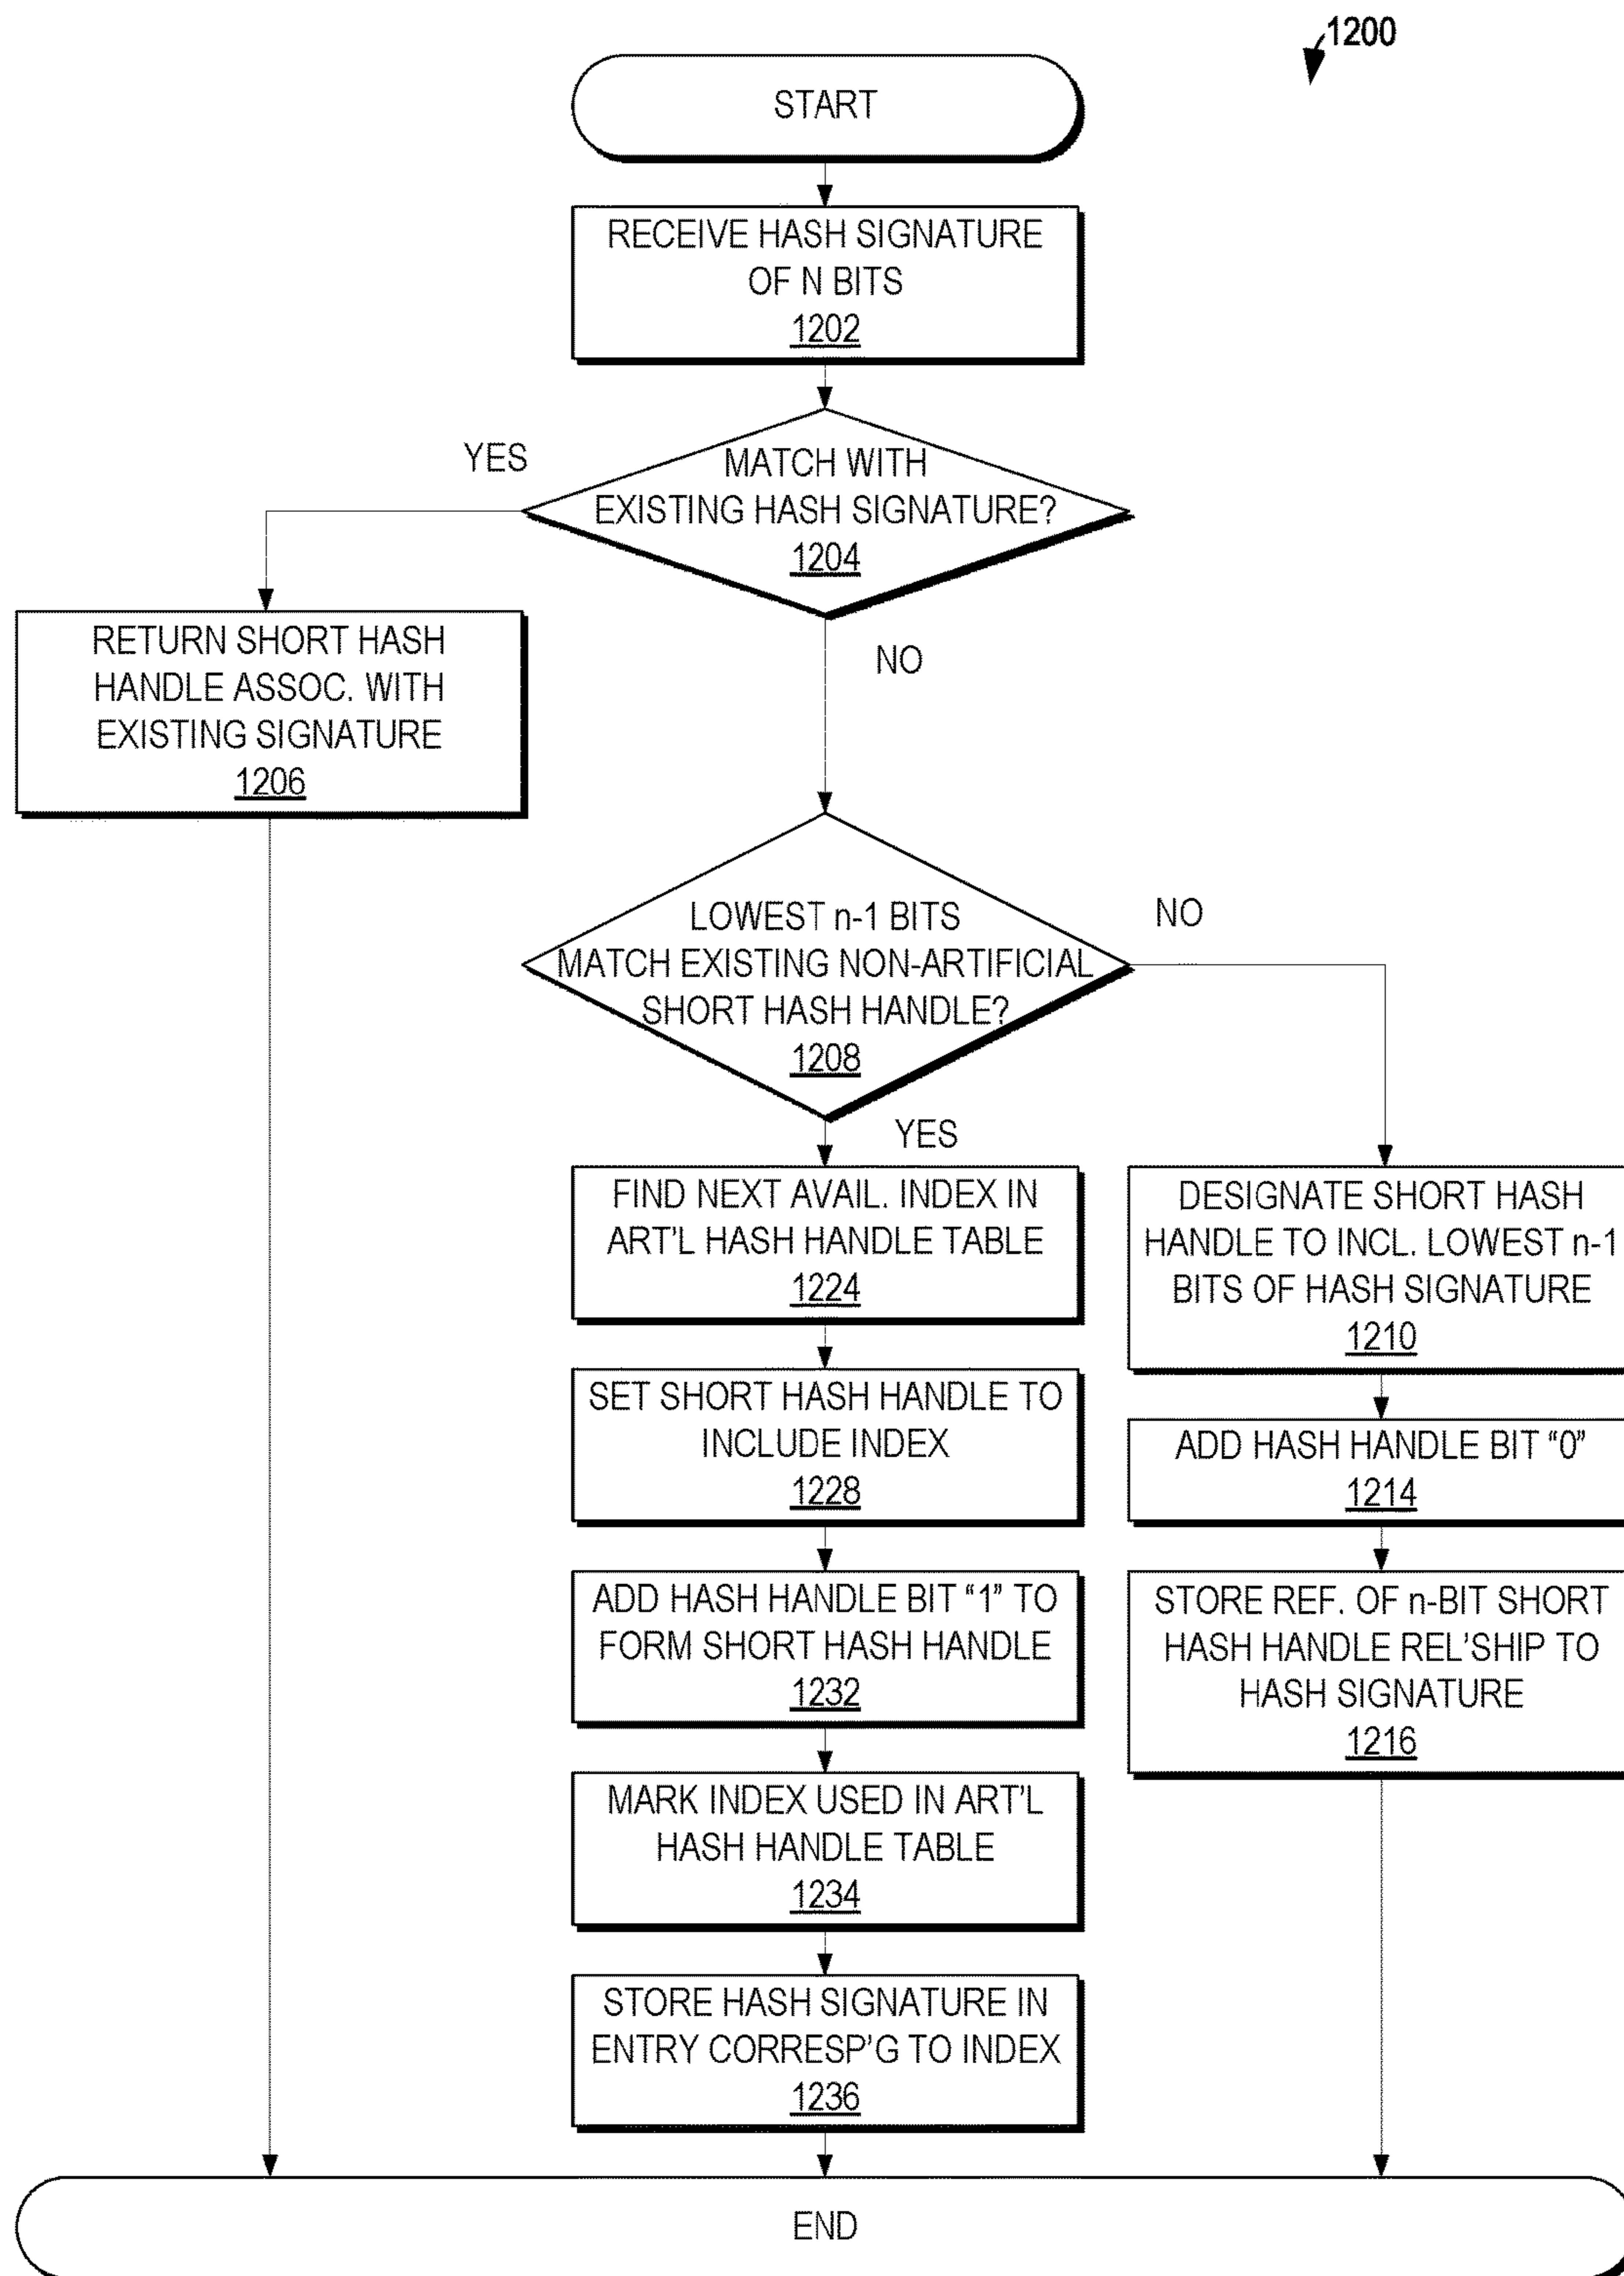 1200
START
RECEIVE HASH SIGNATURE
OF N BITS
1202
YES
MATCH WITH
EXISTING HASH SIGNATURE?
1204
RETURN SHORT HASH
HANDLE ASSOC. WITH
EXISTING SIGNATURE
1206
NO
LOWEST n-1 BITS
MATCH EXISTING NON-ARTIFICIAL
SHORT HASH HANDLE?
1208
NO
YES
FIND NEXT AVAIL. INDEX IN
ART'L HASH HANDLE TABLE
1224
DESIGNATE SHORT HASH
HANDLE TO INCL. LOWEST n-1
BITS OF HASH SIGNATURE
1210
SET SHORT HASH HANDLE TO
INCLUDE INDEX
1228
ADD HASH HANDLE BIT “0”
1214
ADD HASH HANDLE BIT “1” TO
FORM SHORT HASH HANDLE
1232
STORE REF. OF n-BIT SHORT
HASH HANDLE REL'SHIP TO
HASH SIGNATURE
1216
MARK INDEX USED IN ART'L
HASH HANDLE TABLE
1234
STORE HASH SIGNATURE IN
ENTRY CORRESP'G TO INDEX
1236
END